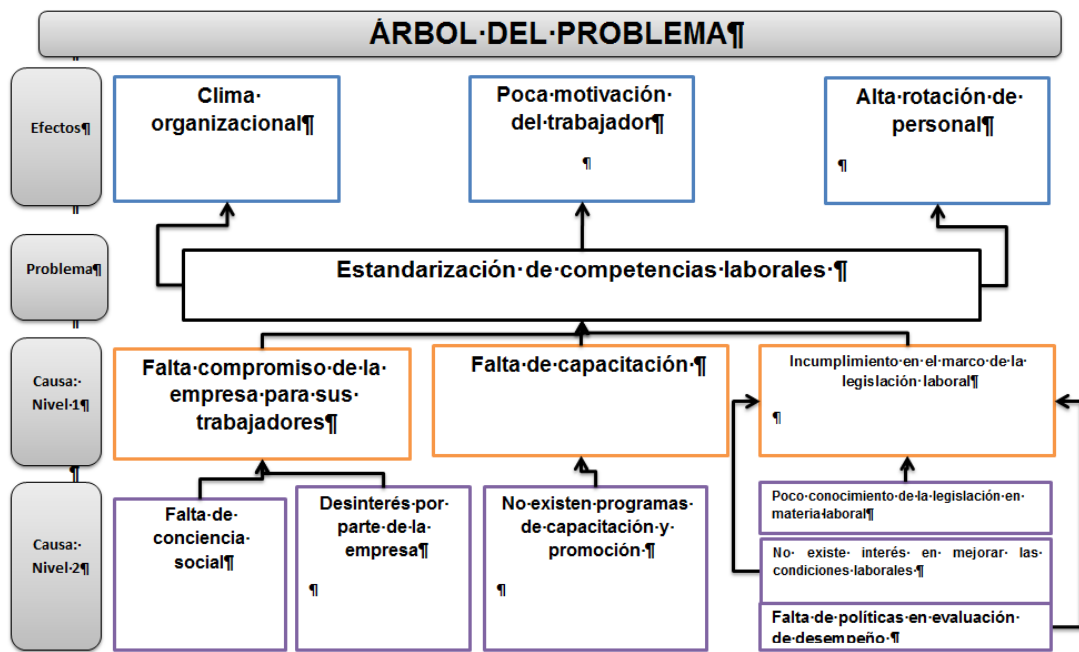 ÁRBOL·DEL·PROBLEMA¶
¶
Efectos¶
Clima·
organizacional¶
Poca·motivación·
del·trabajador¶
¶
Alta·rotación·de·
personal¶
¶
¶
Problema¶
Estandarización·de·competencias·laborales·¶
¶
Causa:·
Nivel·1¶
Falta·compromiso·de·la·
empresa·para·sus·
trabajadores¶
Falta·de·capacitación·¶
Incumplimiento·en·el·marco·de·la·
legislación·laboral¶
¶
¶
Causa:·
Nivel·2¶
Falta·de·
conciencia·
social¶
Desinterés·por·
parte·de·la·
empresa¶
¶
No·existen·programas·
de·capacitación·y·
promoción·¶
¶
Poco·conocimiento·de·la·legislación·en·
materia·laboral¶
No·existe·interés·en·mejorar·las·
condiciones·laborales·¶
Falta·de·políticas·en·evaluación·
de·desempeño·¶